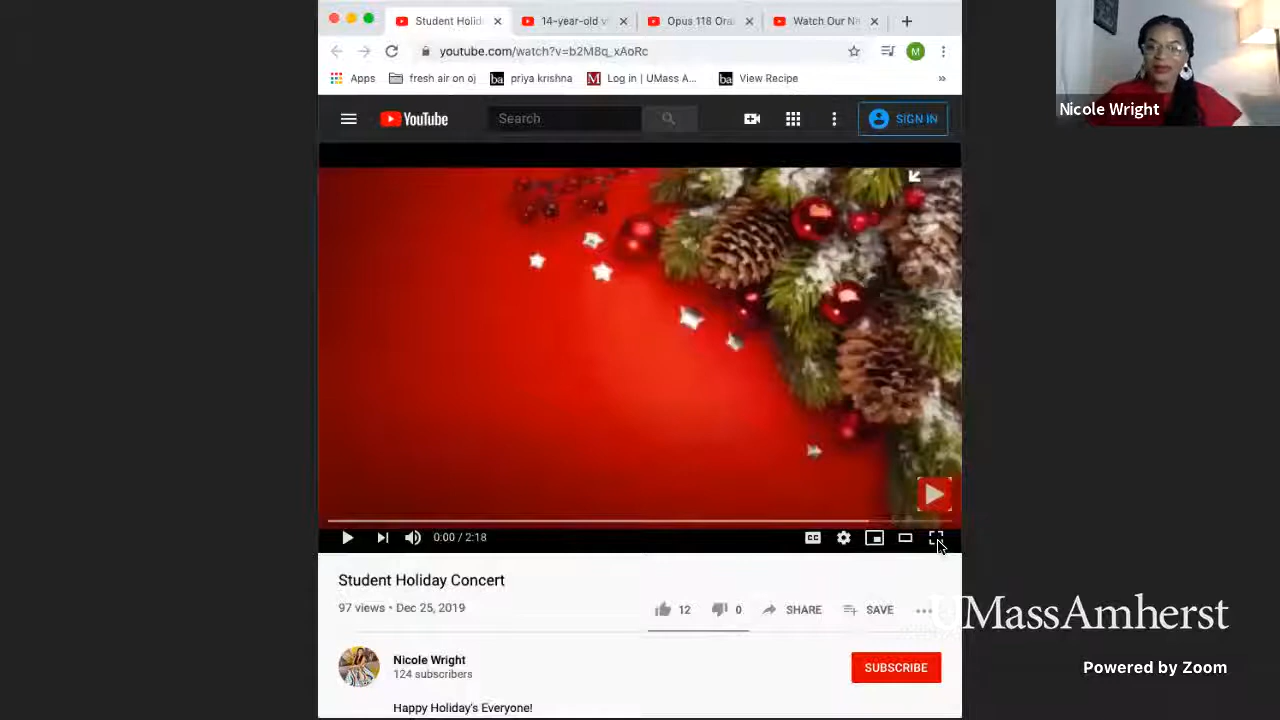 Student Holid
14-year-old v
Opus 118 Ora
Watch Our N
youtube.com/watch?v=b2M8q_xAoRc
M
Apps
fresh air on oj
ba
priya krishna
M
Log in | UMass A...
ba
View Recipe
»
Nicole Wright
YouTube
Search
SIGN IN
0:00 / 2:18
CC
Student Holiday Concert
97 views • Dec 25, 2019
12
0
SHARE
SAVE
UMassAmherst
Nicole Wright
124 subscribers
SUBSCRIBE
Powered by Zoom
Happy Holiday's Everyone!